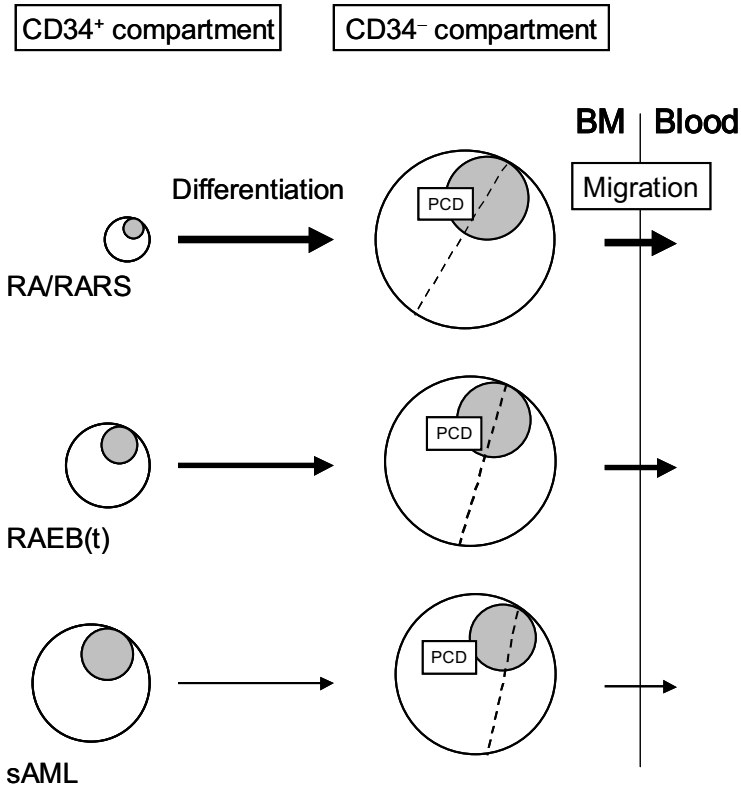 CD34⁺ compartment
CD34⁻ compartment
BM
Blood
Differentiation
PCD
Migration
RA/RARS
PCD
RAEB(t)
PCD
sAML